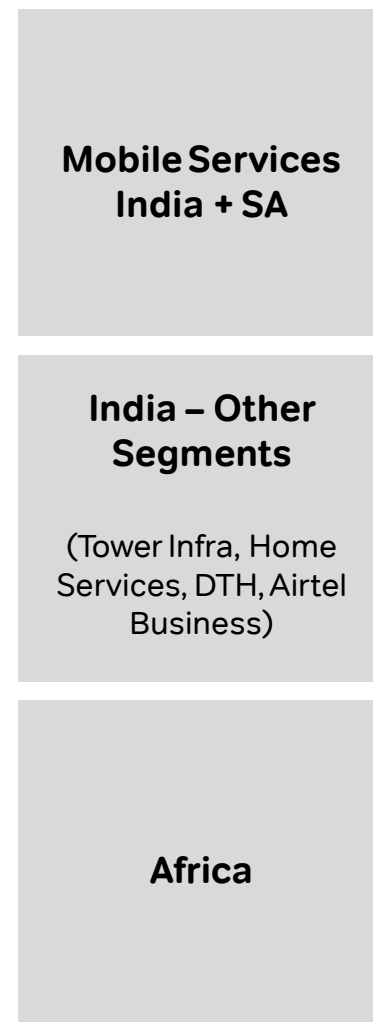 Mobile Services
India + SA
India – Other
Segments
(Tower Infra, Home
Services, DTH, Airtel
Business)
Africa